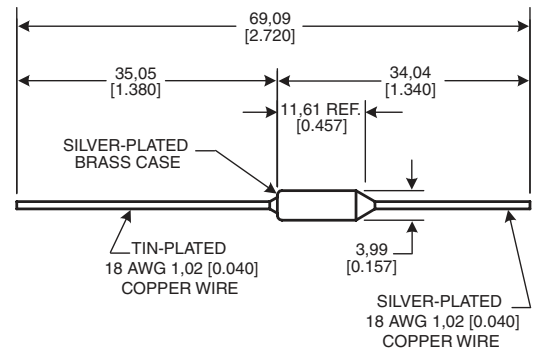 69,09
[2.720]
35,05
[1.380]
34,04
[1.340]
11,61 REF.
[0.457]
SILVER-PLATED
BRASS CASE
TIN-PLATED
18 AWG 1,02 [0.040]
COPPER WIRE
3,99
[0.157]
SILVER-PLATED
18 AWG 1,02 [0.040]
COPPER WIRE